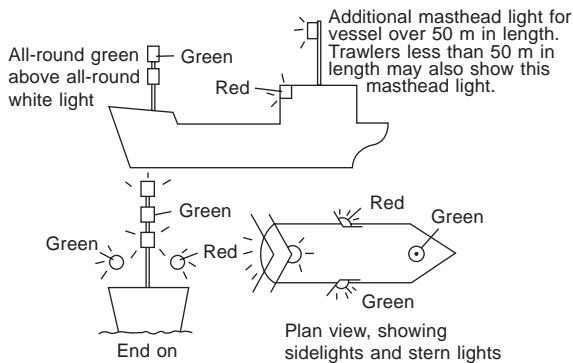 All-round green
above all-round
white light
Green
Red
Additional masthead light for
vessel over 50 m in length.
Trawlers less than 50 m in
length may also show this
masthead light.
Green
Green
Red
End on
Red
Green
Green
Plan view, showing
sidelights and stern lights